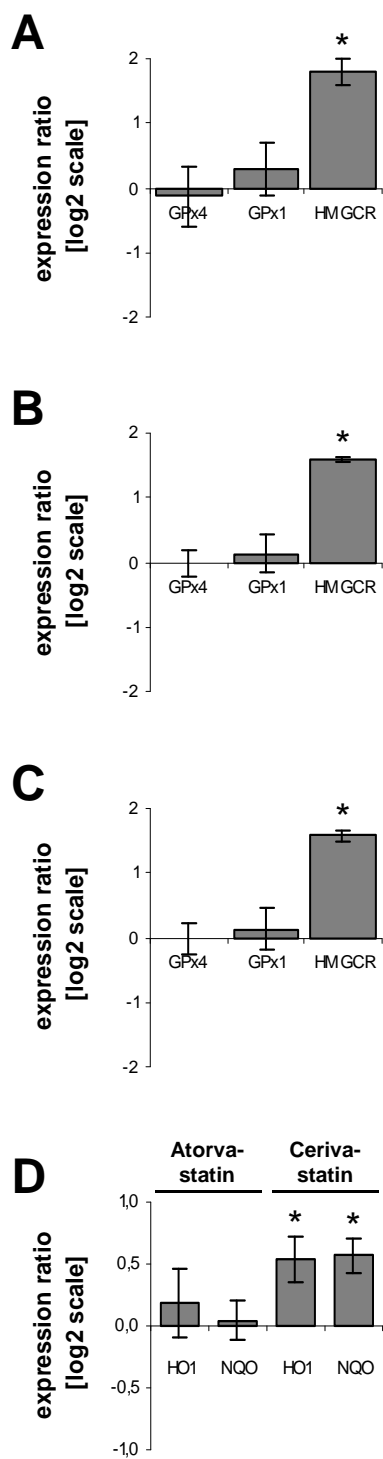 A
expression ratio
[log2 scale]
2
1
0
-1
-2
*
GPx4 GPx1 HMGCR
B
expression ratio
[log2 scale]
2
1
0
-1
-2
*
GPx4 GPx1 HMGCR
C
expression ratio
[log2 scale]
2
1
0
-1
-2
*
GPx4 GPx1 HMGCR
D
Atorva-
statin
Ceriva-
statin
expression ratio
[log2 scale]
1,0
0,5
0,0
-0,5
-1,0
* *
HO1 NQO HO1 NQO